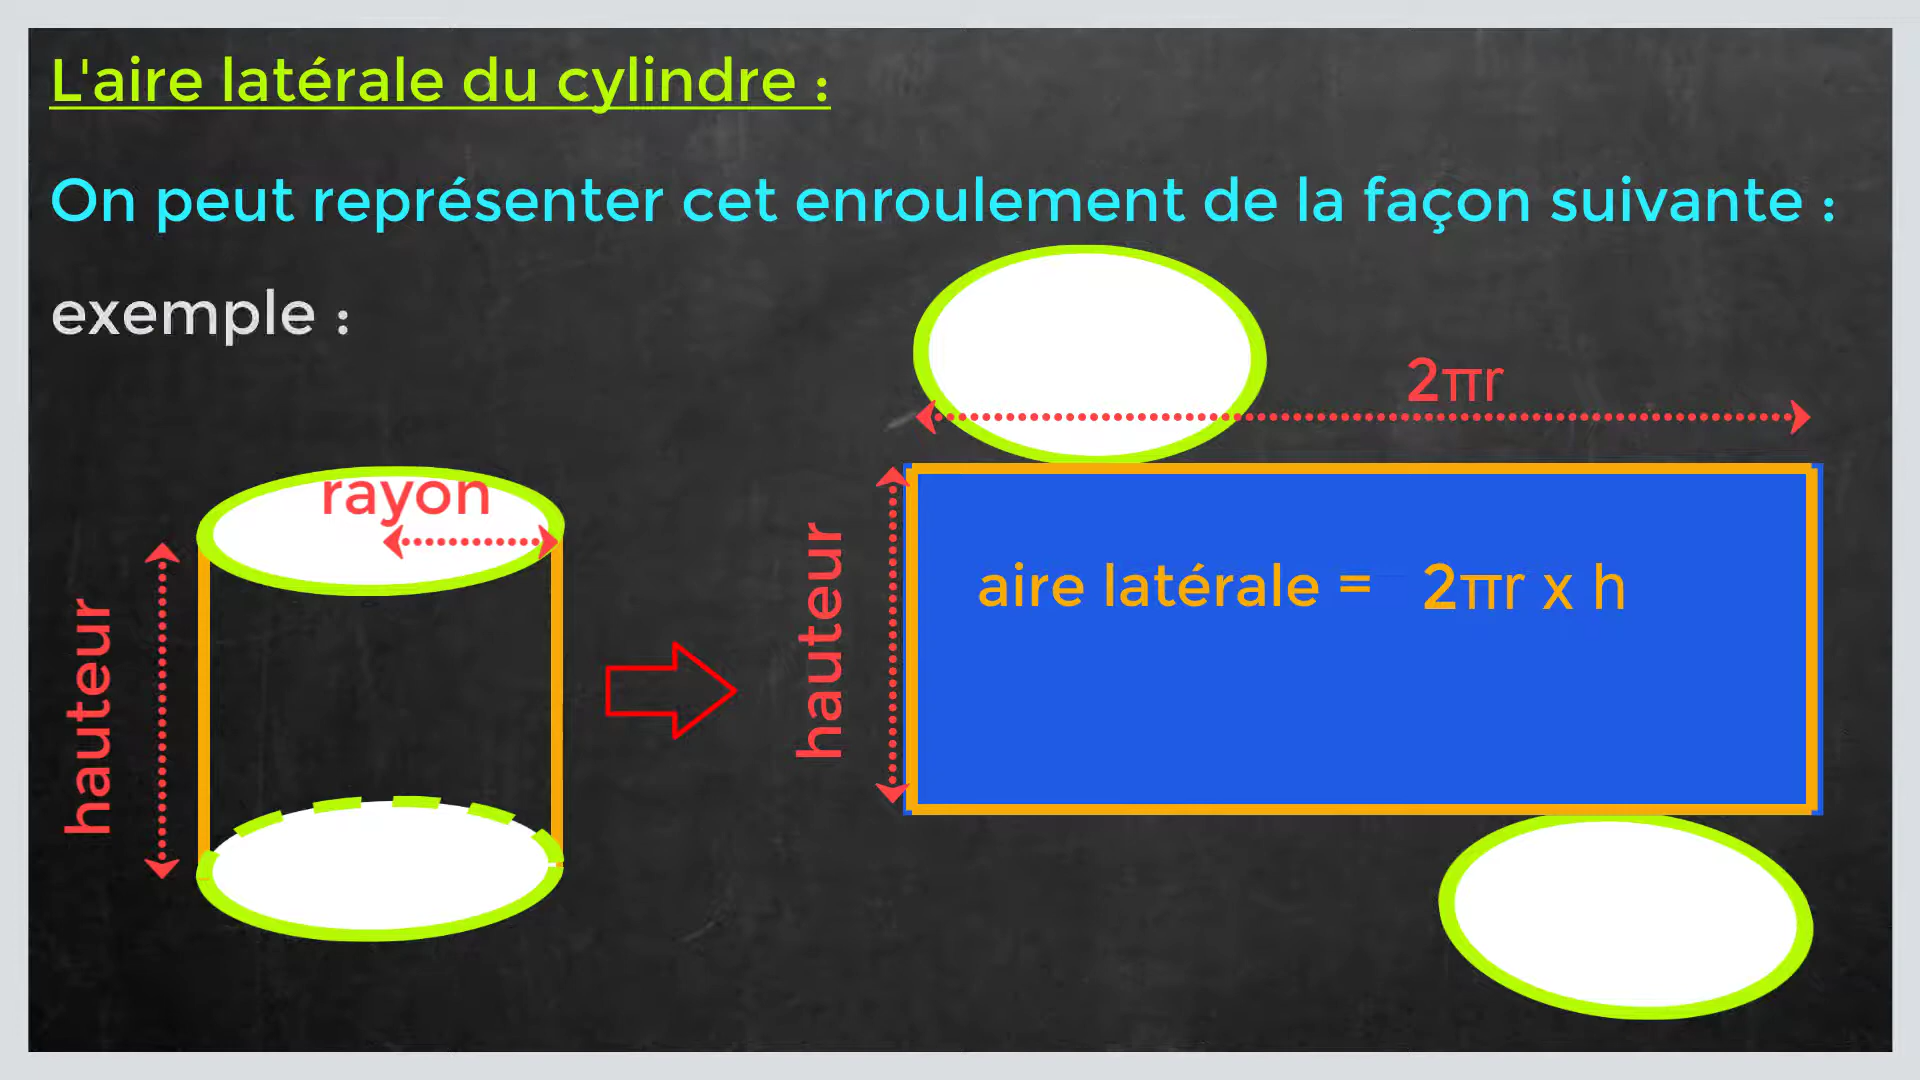 L'aire latérale du cylindre :
On peut représenter cet enroulement de la façon suivante :
exemple :
2πr
rayon
hauteur
hauteur
aire latérale = 2πr x h